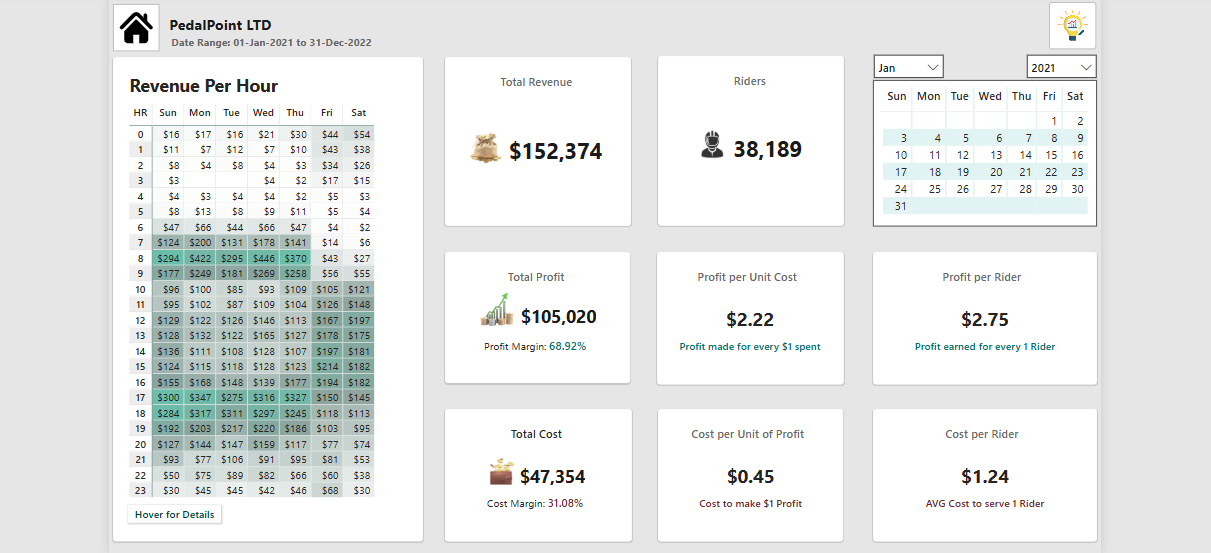 PedalPoint LTD
Date Range: 01-Jan-2021 to 31-Dec-2022
Revenue Per Hour
HR Sun Mon Tue Wed Thu Fri Sat
0 $16 $17 $16 $21 $30 $44 $54
1 $11 $7 $12 $7 $10 $43 $38
2 $8 $4 $8 $4 $3 $34 $26
3 $3 $4 $2 $17 $15
4 $4 $3 $4 $4 $2 $5 $3
5 $8 $13 $8 $9 $11 $5 $4
6 $47 $66 $44 $66 $47 $4 $2
7 $124 $200 $131 $178 $141 $14 $6
8 $294 $422 $295 $446 $370 $43 $27
9 $177 $249 $181 $269 $258 $56 $55
10 $96 $100 $85 $93 $109 $105 $121
11 $95 $102 $87 $109 $104 $126 $148
12 $129 $122 $126 $146 $113 $167 $197
13 $128 $132 $122 $165 $127 $178 $175
14 $136 $111 $108 $128 $107 $197 $181
15 $124 $115 $118 $128 $123 $214 $182
16 $155 $168 $148 $139 $177 $194 $182
17 $300 $347 $275 $316 $327 $150 $145
18 $284 $317 $311 $297 $245 $118 $113
19 $192 $203 $217 $220 $186 $103 $95
20 $127 $144 $147 $159 $117 $77 $74
21 $93 $77 $106 $91 $95 $81 $53
22 $50 $75 $89 $82 $66 $60 $38
23 $30 $45 $45 $42 $46 $68 $30
Hover for Details
Total Revenue
$152,374
Riders
38,189
Jan 2021
Sun Mon Tue Wed Thu Fri Sat
1 2
3 4 5 6 7 8 9
10 11 12 13 14 15 16
17 18 19 20 21 22 23
24 25 26 27 28 29 30
31
Total Profit
$105,020
Profit Margin: 68.92%
Profit per Unit Cost
$2.22
Profit made for every $1 spent
Profit per Rider
$2.75
Profit earned for every 1 Rider
Total Cost
$47,354
Cost Margin: 31.08%
Cost per Unit of Profit
$0.45
Cost to make $1 Profit
Cost per Rider
$1.24
AVG Cost to serve 1 Rider